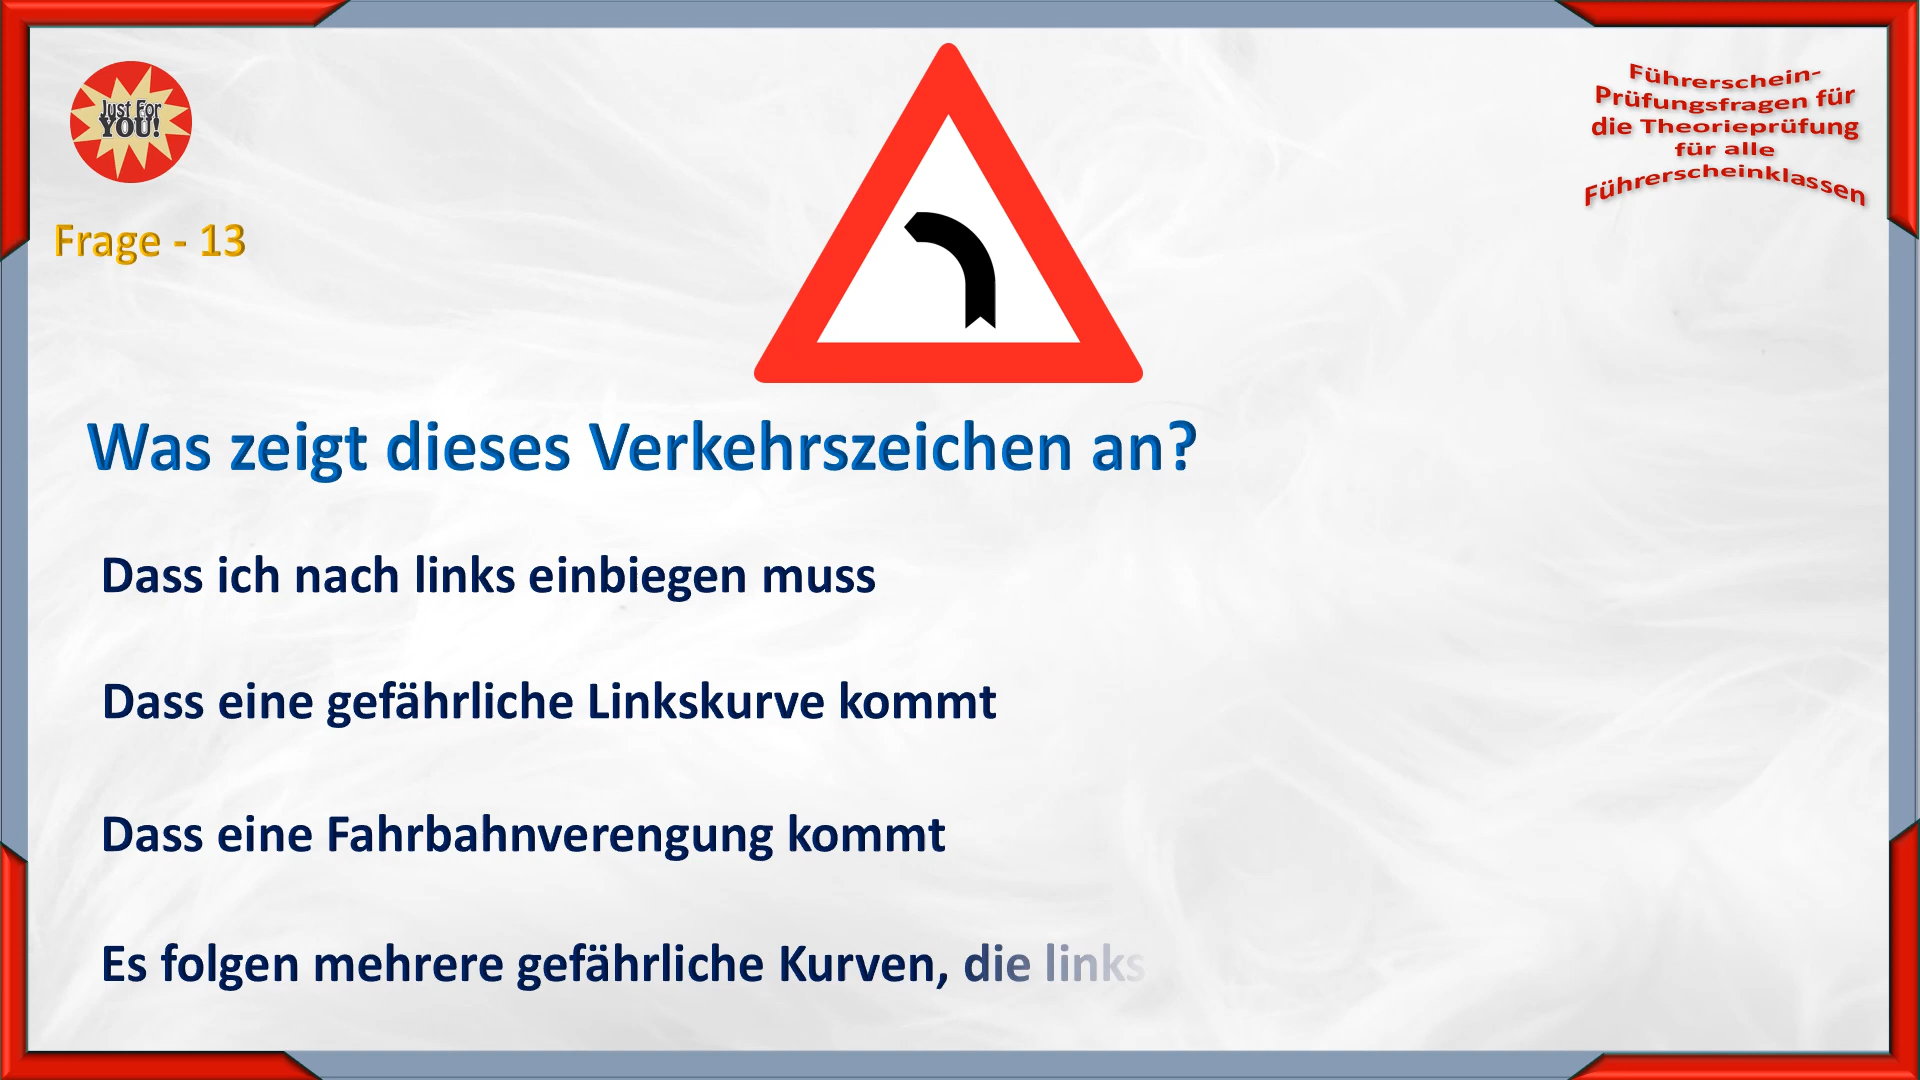 Just For
YOU!
Führerschein-
Prüfungsfragen für
die Theorieprüfung
für alle
Führerscheinklassen
Frage - 13
Was zeigt dieses Verkehrszeichen an?
Dass ich nach links einbiegen muss
Dass eine gefährliche Linkskurve kommt
Dass eine Fahrbahnverengung kommt
Es folgen mehrere gefährliche Kurven, die links